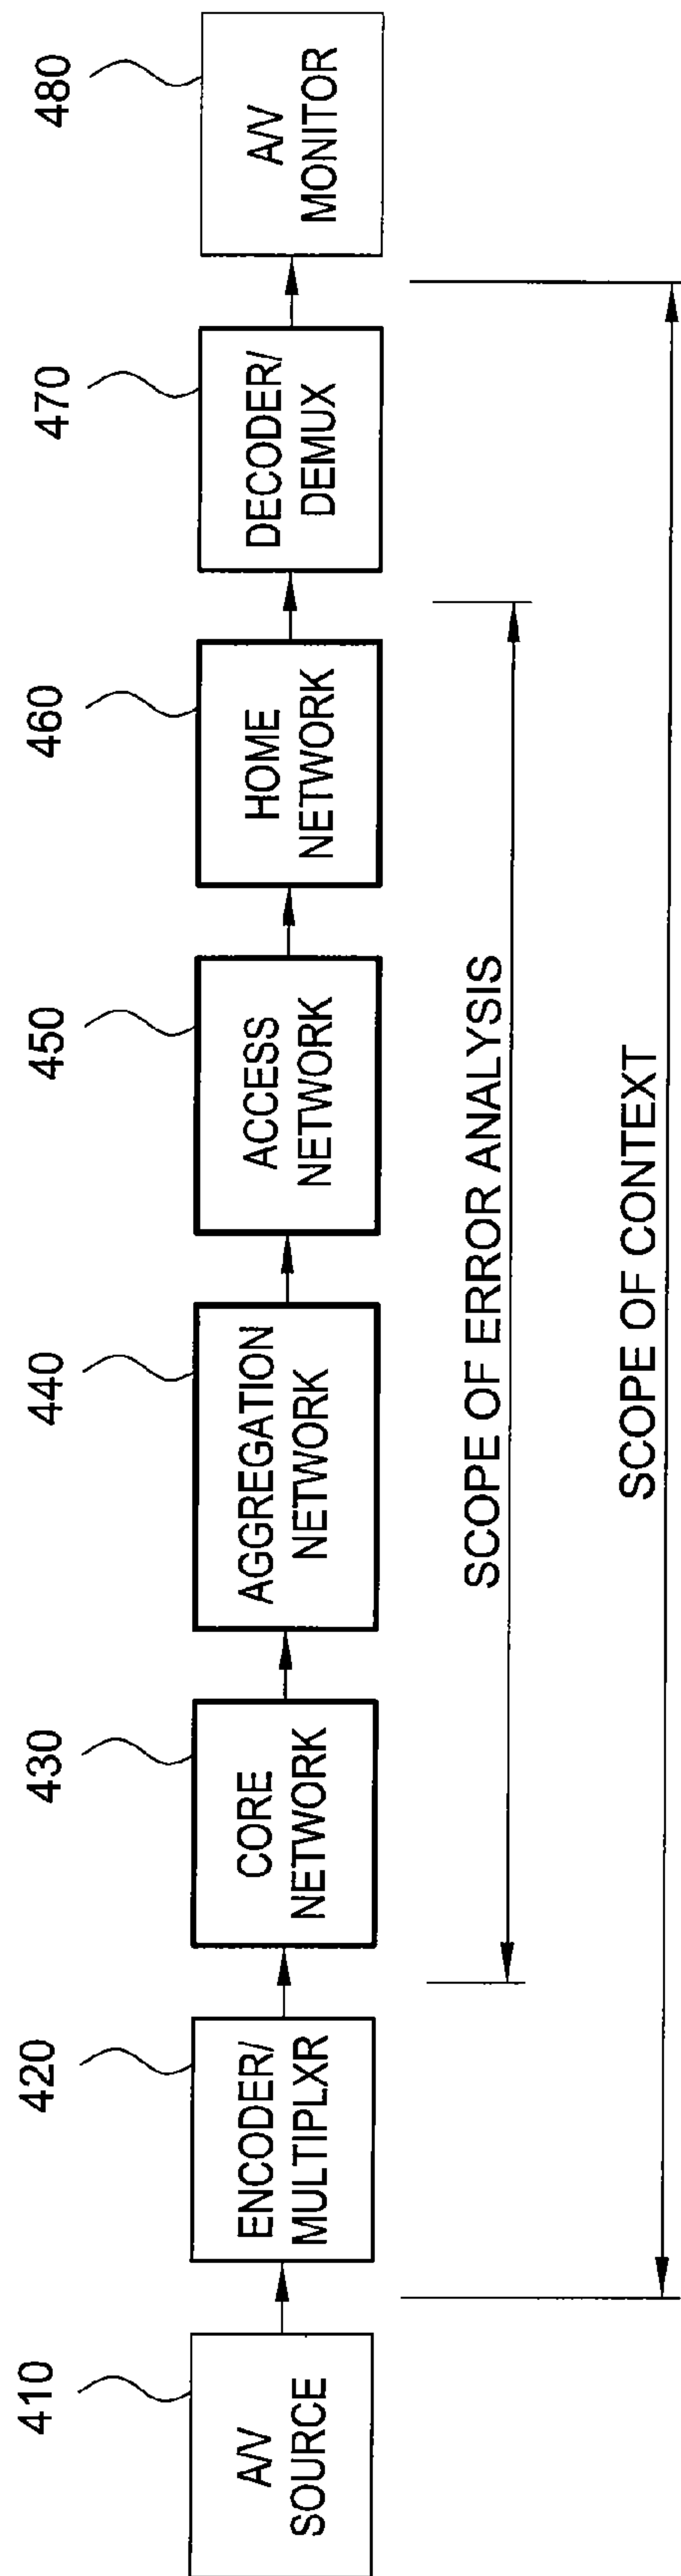 410
420
430
440
450
460
470
480
A/V
SOURCE
ENCODER/
MULTIPLXR
CORE
NETWORK
AGGREGATION
NETWORK
ACCESS
NETWORK
HOME
NETWORK
DECODER/
DEMUX
A/V
MONITOR
SCOPE OF ERROR ANALYSIS
SCOPE OF CONTEXT